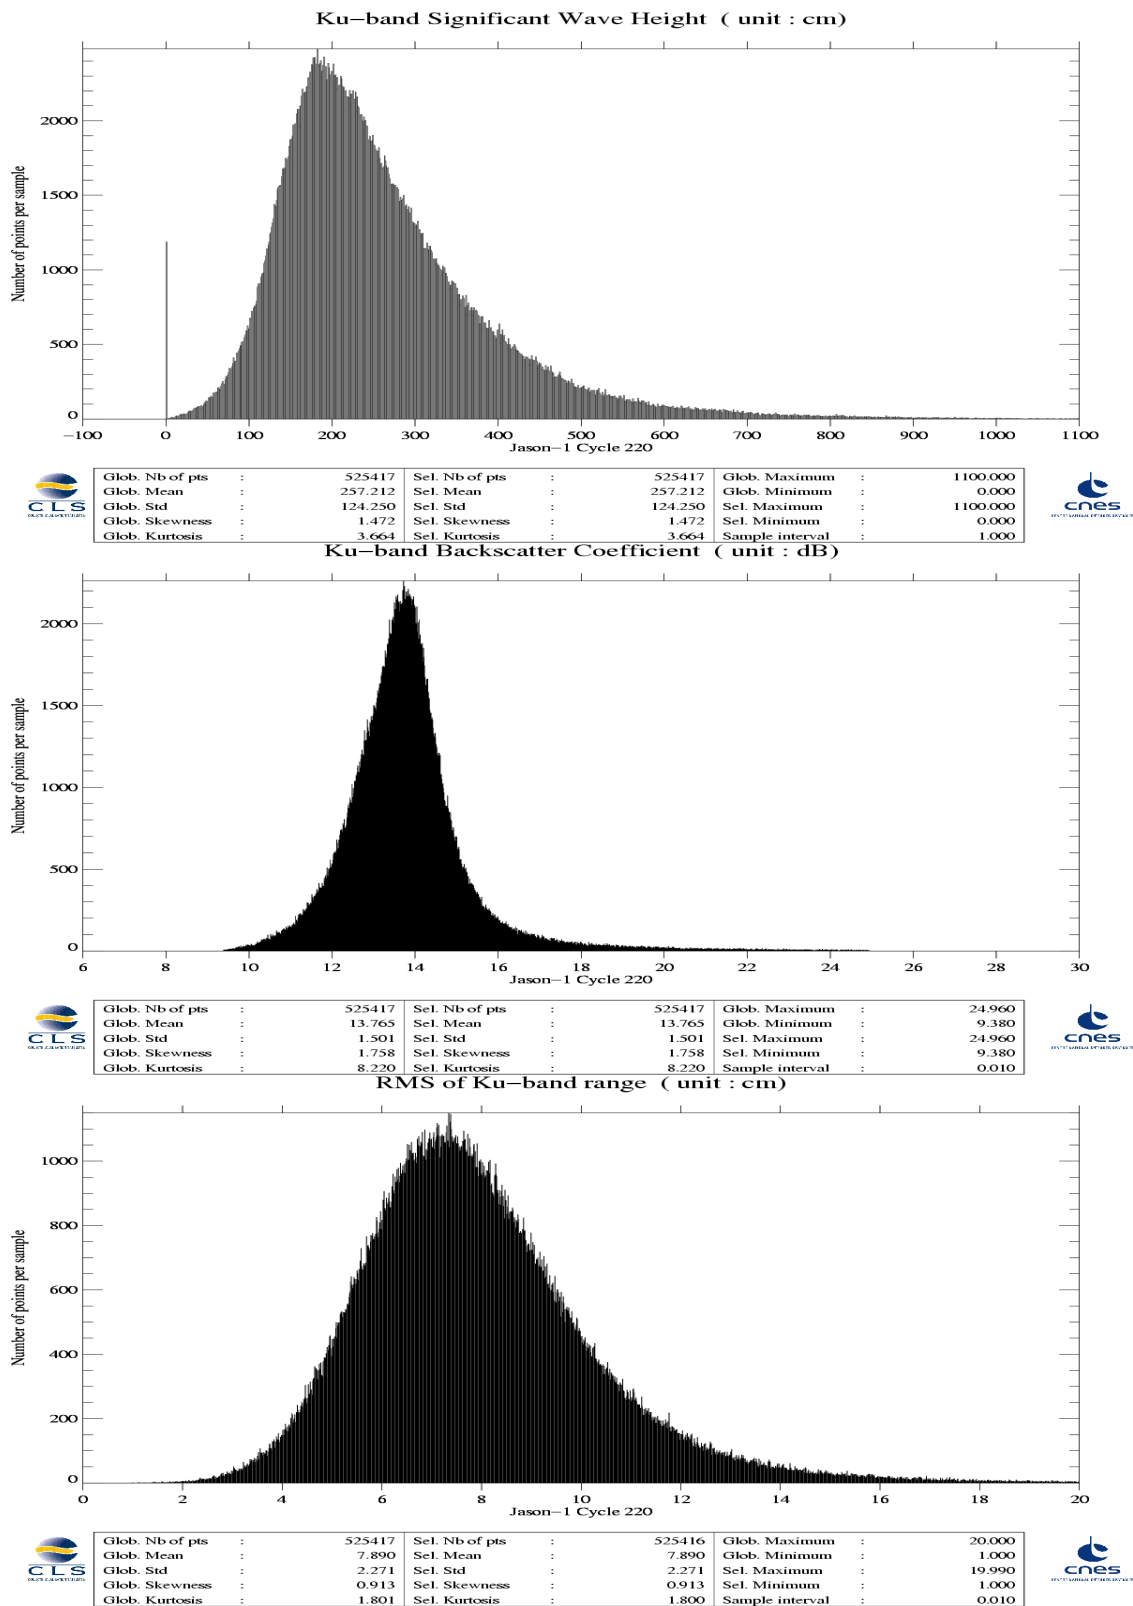 Ku-band Significant Wave Height ( unit : cm)
Number of points per sample
2000
1500
1000
500
0
-100 0 100 200 300 400 500 600 700 800 900 1000 1100
Jason-1 Cycle 220
CLS
Glob. Nb of pts : 525417 Sel. Nb of pts : 525417 Glob. Maximum : 1100.000
Glob. Mean : 257.212 Sel. Mean : 257.212 Glob. Minimum : 0.000
Glob. Std : 124.250 Sel. Std : 124.250 Sel. Maximum : 1100.000
Glob. Skewness : 1.472 Sel. Skewness : 1.472 Sel. Minimum : 0.000
Glob. Kurtosis : 3.664 Sel. Kurtosis : 3.664 Sample interval : 1.000
cnes
Ku-band Backscatter Coefficient ( unit : dB)
Number of points per sample
2000
1500
1000
500
0
6 8 10 12 14 16 18 20 22 24 26 28 30
Jason-1 Cycle 220
CLS
Glob. Nb of pts : 525417 Sel. Nb of pts : 525417 Glob. Maximum : 24.960
Glob. Mean : 13.765 Sel. Mean : 13.765 Glob. Minimum : 9.380
Glob. Std : 1.501 Sel. Std : 1.501 Sel. Maximum : 24.960
Glob. Skewness : 1.758 Sel. Skewness : 1.758 Sel. Minimum : 9.380
Glob. Kurtosis : 8.220 Sel. Kurtosis : 8.220 Sample interval : 0.010
cnes
RMS of Ku-band range ( unit : cm)
Number of points per sample
1000
800
600
400
200
0
0 2 4 6 8 10 12 14 16 18 20
Jason-1 Cycle 220
CLS
Glob. Nb of pts : 525417 Sel. Nb of pts : 525416 Glob. Maximum : 20.000
Glob. Mean : 7.890 Sel. Mean : 7.890 Glob. Minimum : 1.000
Glob. Std : 2.271 Sel. Std : 2.271 Sel. Maximum : 19.990
Glob. Skewness : 0.913 Sel. Skewness : 0.913 Sel. Minimum : 1.000
Glob. Kurtosis : 1.801 Sel. Kurtosis : 1.800 Sample interval : 0.010
cnes